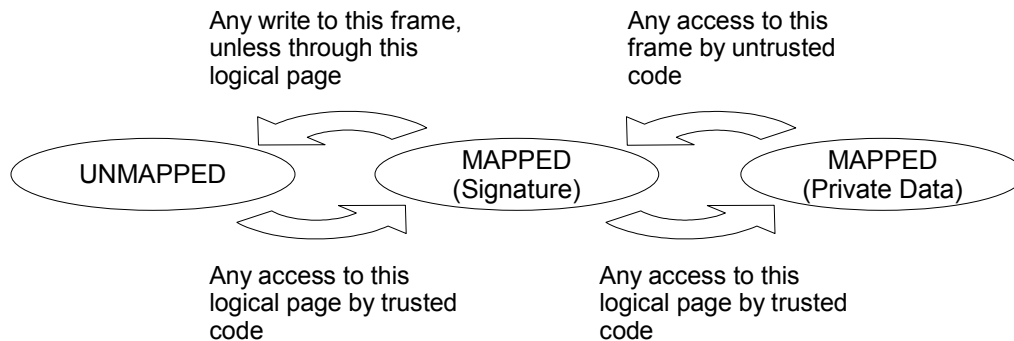 Any write to this frame,
unless through this
logical page
Any access to this
frame by untrusted
code
UNMAPPED
MAPPED
(Signature)
MAPPED
(Private Data)
Any access to this
logical page by trusted
code
Any access to this
logical page by trusted
code